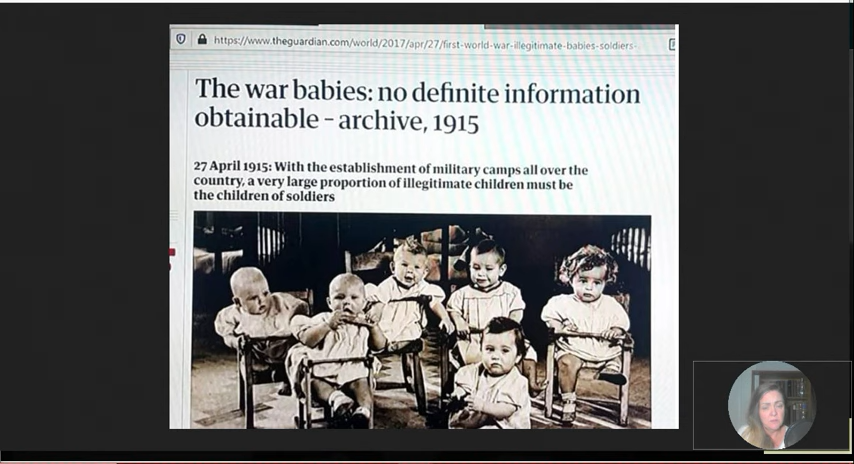 https://www.theguardian.com/world/2017/apr/27/first-world-war-illegitimate-babies-soldiers-
The war babies: no definite information
obtainable – archive, 1915
27 April 1915: With the establishment of military camps all over the
country, a very large proportion of illegitimate children must be
the children of soldiers